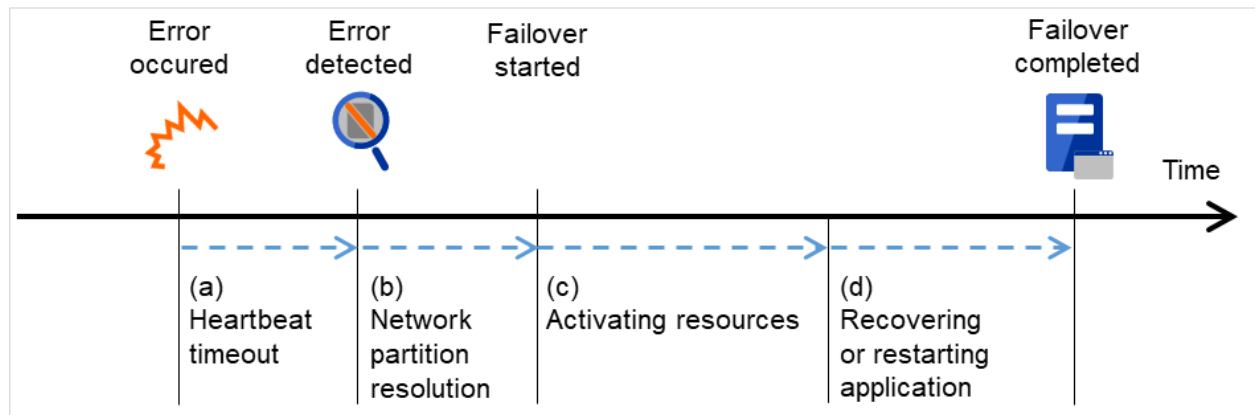 Error
occured
Error
detected
Failover
started
Failover
completed
Time
(a)
Heartbeat
timeout
(b)
Network
partition
resolution
(c)
Activating resources
(d)
Recovering
or restarting
application